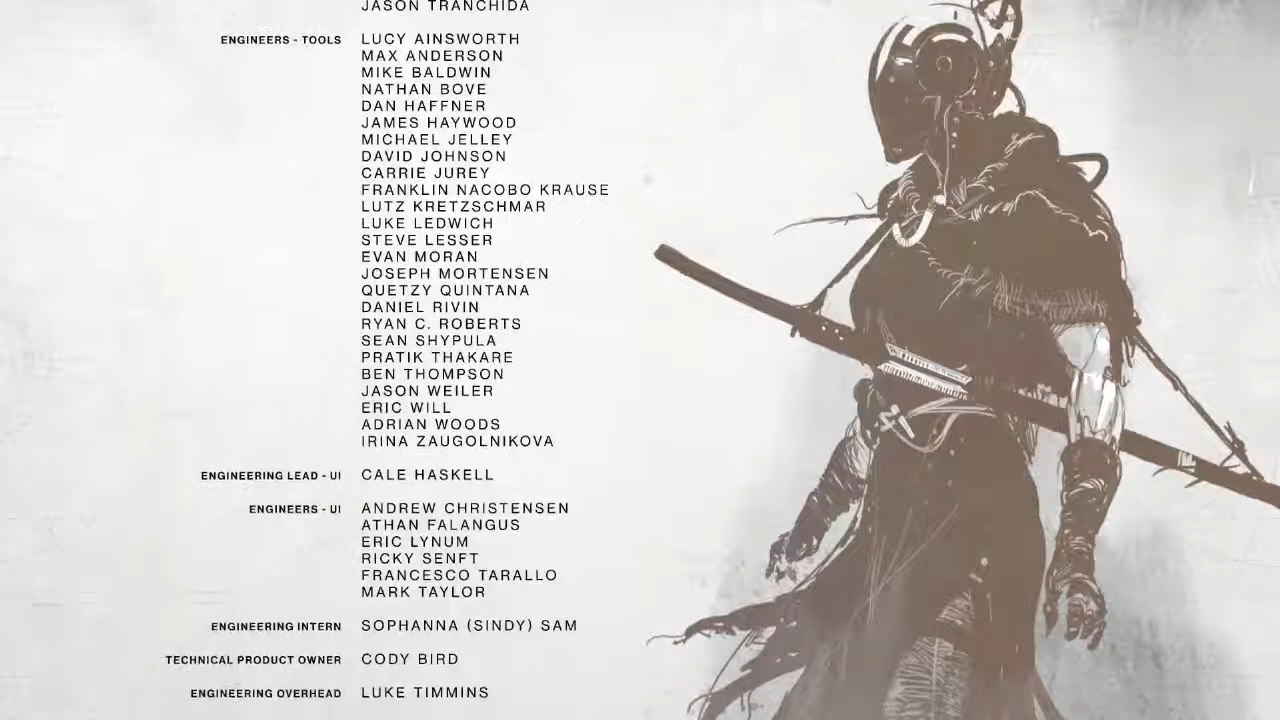 JASON TRANCHIDA
ENGINEERS - TOOLS LUCY AINSWORTH
MAX ANDERSON
MIKE BALDWIN
NATHAN BOVE
DAN HAFFNER
JAMES HAYWOOD
MICHAEL JELLEY
DAVID JOHNSON
CARRIE JUREY
FRANKLIN NACOBO KRAUSE
LUTZ KRETZSCHMAR
LUKE LEDWICH
STEVE LESSER
EVAN MORAN
JOSEPH MORTENSEN
QUETZY QUINTANA
DANIEL RIVIN
RYAN C. ROBERTS
SEAN SHYPULA
PRATIK THAKARE
BEN THOMPSON
JASON WEILER
ERIC WILL
ADRIAN WOODS
IRINA ZAUGOLNIKOVA
ENGINEERING LEAD - UI CALE HASKELL
ENGINEERS - UI ANDREW CHRISTENSEN
ATHAN FALANGUS
ERIC LYNUM
RICKY SENFT
FRANCESCO TARALLO
MARK TAYLOR
ENGINEERING INTERN SOPHANNA (SINDY) SAM
TECHNICAL PRODUCT OWNER CODY BIRD
ENGINEERING OVERHEAD LUKE TIMMINS